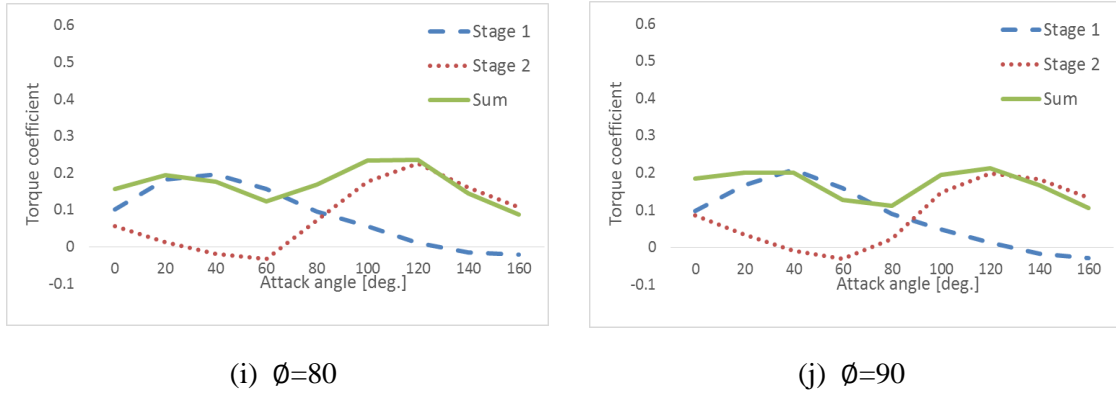 0.6
0.5
0.4
0.3
0.2
0.1
0
-0.1
Torque coefficient
0 20 40 60 80 100 120 140 160
Attack angle [deg.]
Stage 1
Stage 2
Sum
(i) ∅=80
0.6
0.5
0.4
0.3
0.2
0.1
0
-0.1
Torque coefficient
0 20 40 60 80 100 120 140 160
Attack angle [deg.]
Stage 1
Stage 2
Sum
(j) ∅=90